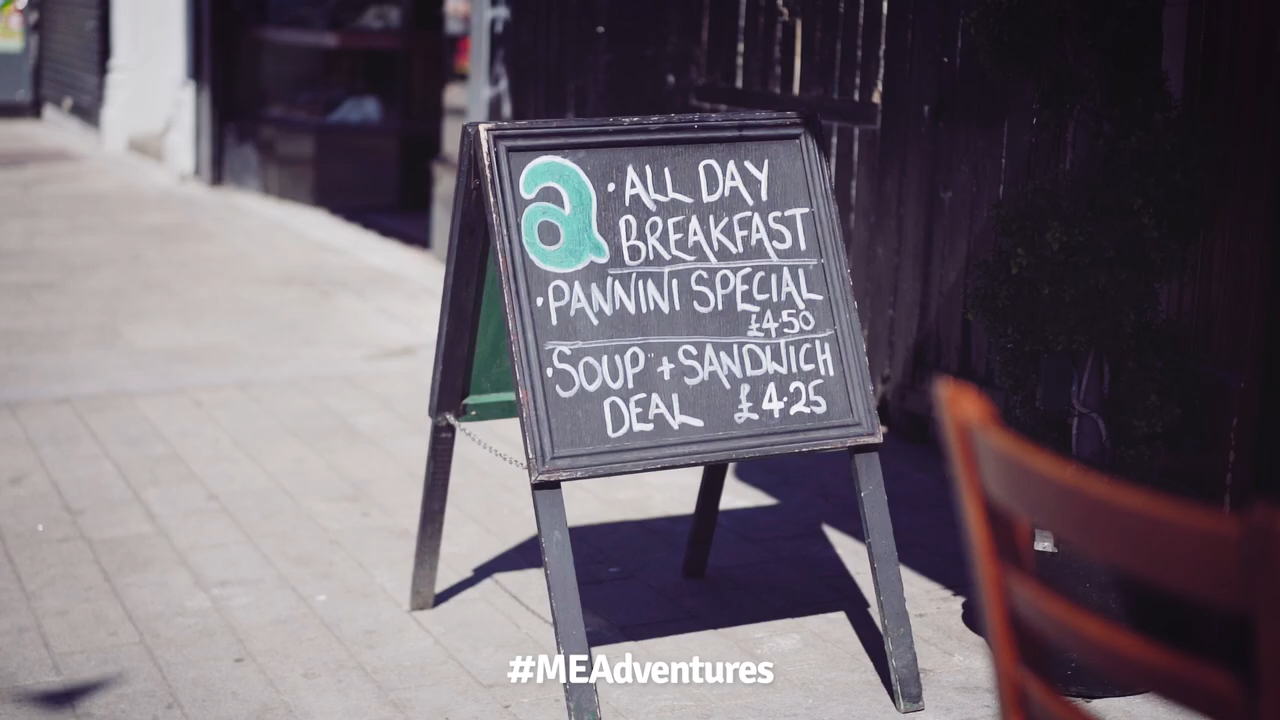 a
• ALL DAY
BREAKFAST
• PANNINI SPECIAL
£4.50
• SOUP + SANDWICH
DEAL £4.25
#MEAdventures